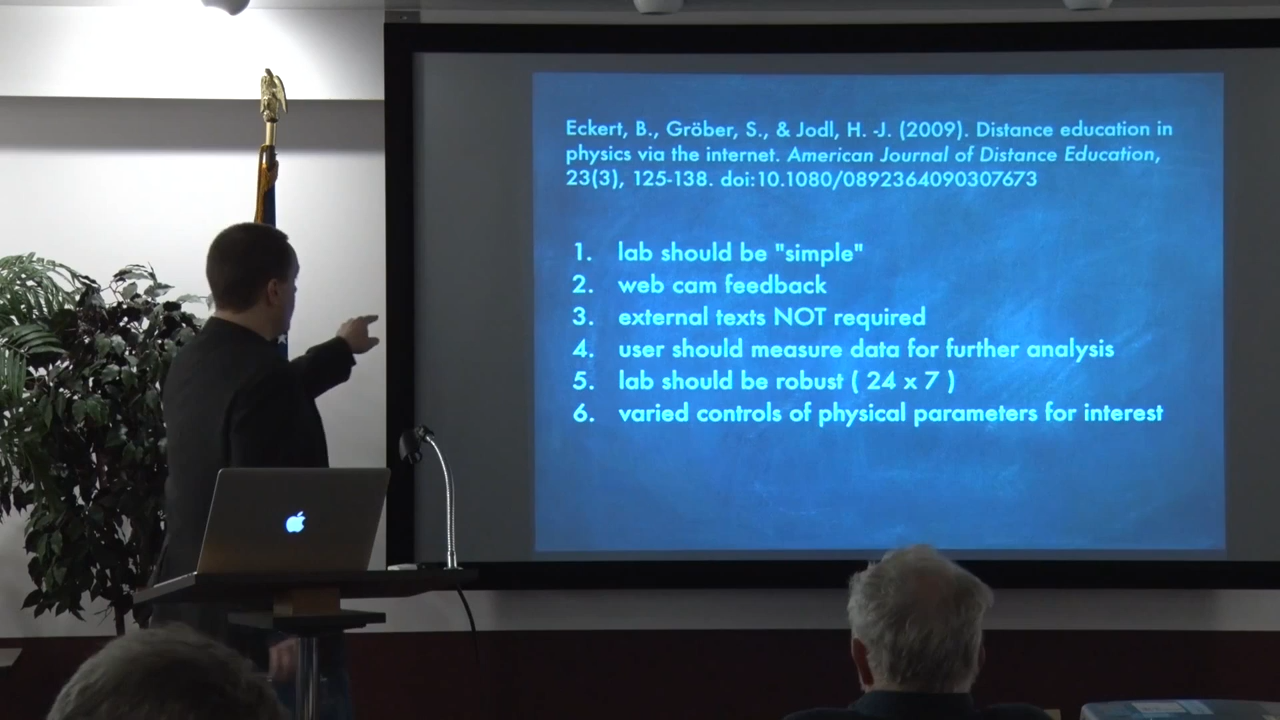 Eckert, B., Gröber, S., & Jodl, H. -J. (2009). Distance education in
physics via the internet. American Journal of Distance Education,
23(3), 125-138. doi:10.1080/0892364090307673
1. lab should be "simple"
2. web cam feedback
3. external texts NOT required
4. user should measure data for further analysis
5. lab should be robust ( 24 x 7 )
6. varied controls of physical parameters for interest